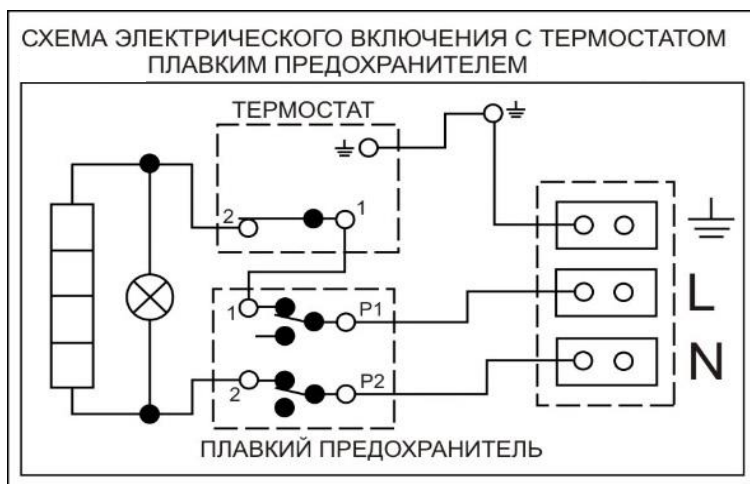 СХЕМА ЭЛЕКТРИЧЕСКОГО ВКЛЮЧЕНИЯ С ТЕРМОСТАТОМ
ПЛАВКИМ ПРЕДОХРАНИТЕЛЕМ
ТЕРМОСТАТ
2
1
1
P1
L
2
P2
N
ПЛАВКИЙ ПРЕДОХРАНИТЕЛЬ